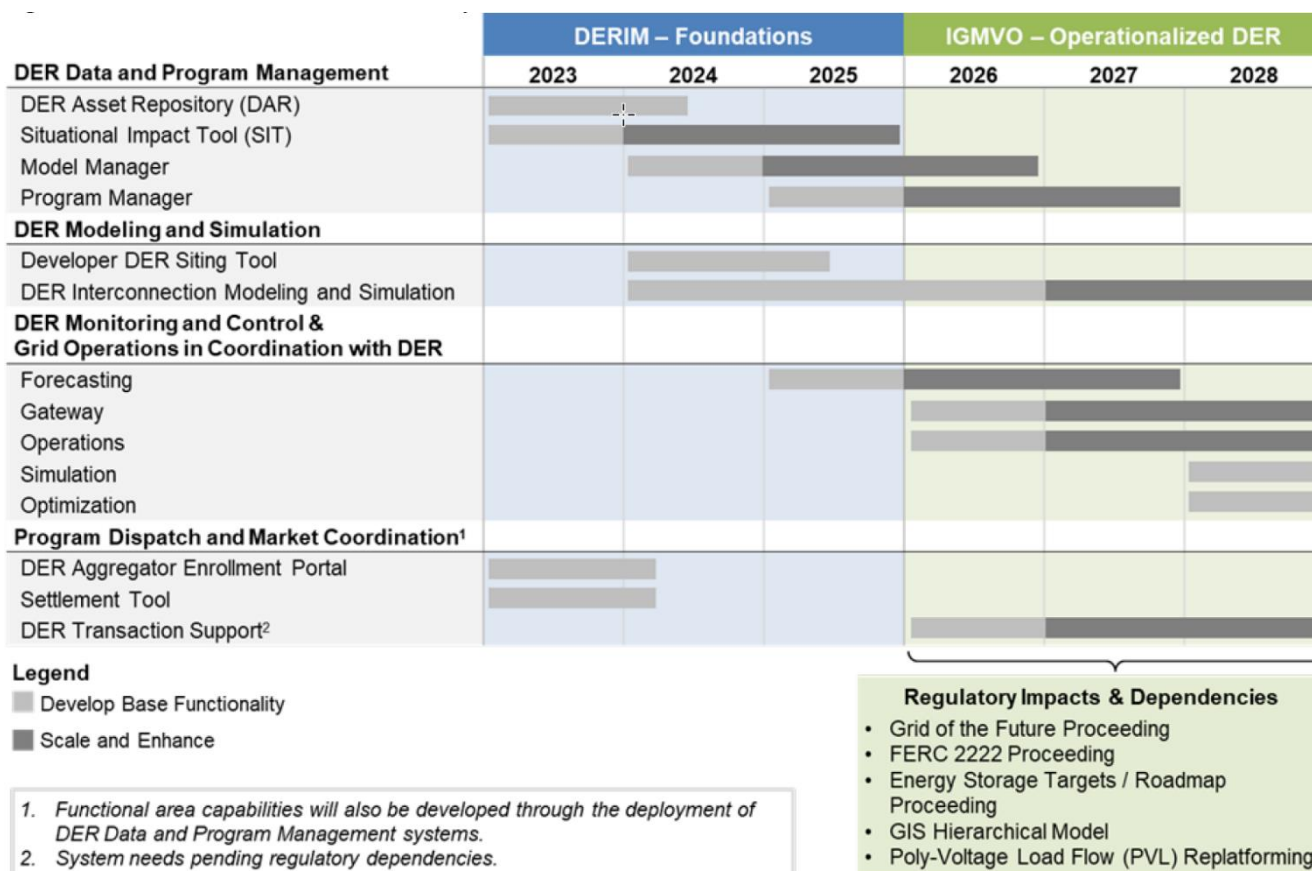 DERIM – Foundations IGMVO – Operationalized DER
DER Data and Program Management 2023 2024 2025 2026 2027 2028
DER Asset Repository (DAR)
Situational Impact Tool (SIT)
Model Manager
Program Manager
DER Modeling and Simulation
Developer DER Siting Tool
DER Interconnection Modeling and Simulation
DER Monitoring and Control &
Grid Operations in Coordination with DER
Forecasting
Gateway
Operations
Simulation
Optimization
Program Dispatch and Market Coordination¹
DER Aggregator Enrollment Portal
Settlement Tool
DER Transaction Support²
Legend
Develop Base Functionality
Scale and Enhance
1. Functional area capabilities will also be developed through the deployment of
DER Data and Program Management systems.
2. System needs pending regulatory dependencies.
Regulatory Impacts & Dependencies
• Grid of the Future Proceeding
• FERC 2222 Proceeding
• Energy Storage Targets / Roadmap
Proceeding
• GIS Hierarchical Model
• Poly-Voltage Load Flow (PVL) Replatforming